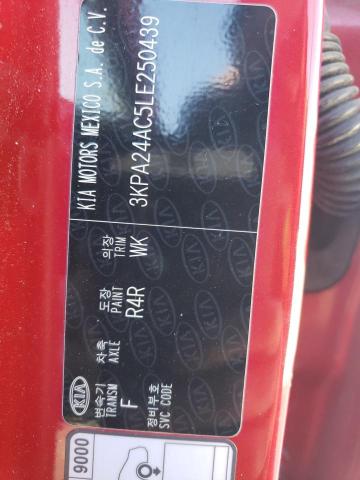 KIA MOTORS MEXICO S.A. de C.V.
3KPA24AC5LE250439
변속기 차축 도장 의장
TRANSM AXLE PAINT TRIM
F R4R WK
정비부호
SVC CODE
KIA
9000